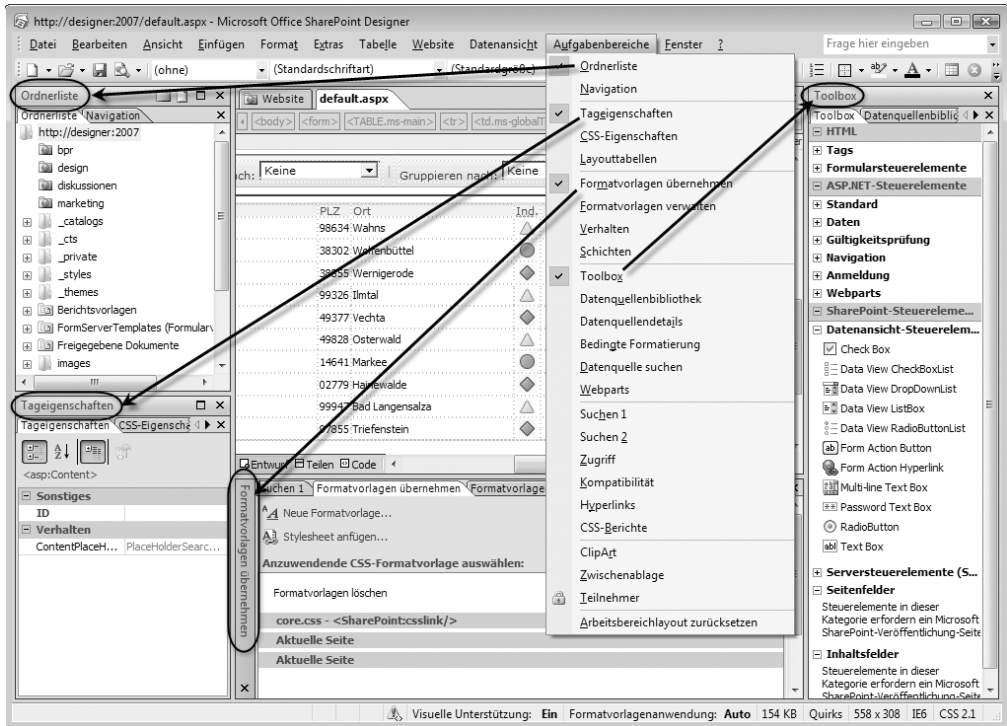 http://designer:2007/default.aspx - Microsoft Office SharePoint Designer
Datei Bearbeiten Ansicht Einfügen Format Extras Tabelle Website Datenansicht Aufgabenbereiche Fenster ?
Frage hier eingeben
(ohne) (Standardschriftart) (Standardgröße)
Ordnerliste
Ordnerliste Navigation
http://designer:2007
bpr
design
diskussionen
marketing
_catalogs
_cts
_private
_styles
_themes
Berichtsvorlagen
FormServerTemplates (Formularv
Freigegebene Dokumente
images
Tageigenschaften
Tageigenschaften CSS-Eigenscha
<asp:Content>
Sonstiges
ID
Verhalten
ContentPlaceH... PlaceHolderSearc...
Website default.aspx
<body> <form> <TABLE.ms-main> <tr> <td.ms-globalT
ch: Keine Gruppieren nach: Keine
PLZ Ort Ind.
98634 Wahns
38302 Wolfenbüttel
38855 Wernigerode
99326 Ilmtal
49377 Vechta
49828 Osterwald
14641 Markee
02779 Hainewalde
99947 Bad Langensalza
97855 Triefenstein
Entwurf Teilen Code
Formatvorlagen übernehmen
Suchen 1 Formatvorlagen übernehmen Formatvorlage
Neue Formatvorlage...
Stylesheet anfügen...
Anzuwendende CSS-Formatvorlage auswählen:
Formatvorlagen löschen
core.css - <SharePoint:csslink/>
Aktuelle Seite
Aktuelle Seite
Ordnerliste
Navigation
Tageigenschaften
CSS-Eigenschaften
Layouttabellen
Formatvorlagen übernehmen
Formatvorlagen verwalten
Verhalten
Schichten
Toolbox
Datenquellenbibliothek
Datenquellendetails
Bedingte Formatierung
Datenquelle suchen
Webparts
Suchen 1
Suchen 2
Zugriff
Kompatibilität
Hyperlinks
CSS-Berichte
ClipArt
Zwischenablage
Teilnehmer
Arbeitsbereichlayout zurücksetzen
Toolbox
Toolbox Datenquellenbiblic
HTML
Tags
Formularsteuerelemente
ASP.NET-Steuerelemente
Standard
Daten
Gültigkeitsprüfung
Navigation
Anmeldung
Webparts
SharePoint-Steuereleme...
Datenansicht-Steuerelem...
Check Box
Data View CheckBoxList
Data View DropDownList
Data View ListBox
Data View RadioButtonList
Form Action Button
Form Action Hyperlink
Multi-line Text Box
Password Text Box
RadioButton
Text Box
Serversteuerelemente (S...
Seitenfelder
Steuerelemente in dieser
Kategorie erfordern ein Microsoft
SharePoint-Veröffentlichung-Seite
Inhaltsfelder
Steuerelemente in dieser
Kategorie erfordern ein Microsoft
SharePoint-Veröffentlichung-Seite
Visuelle Unterstützung: Ein Formatvorlagenanwendung: Auto 154 KB Quirks 558 x 308 IE6 CSS 2.1